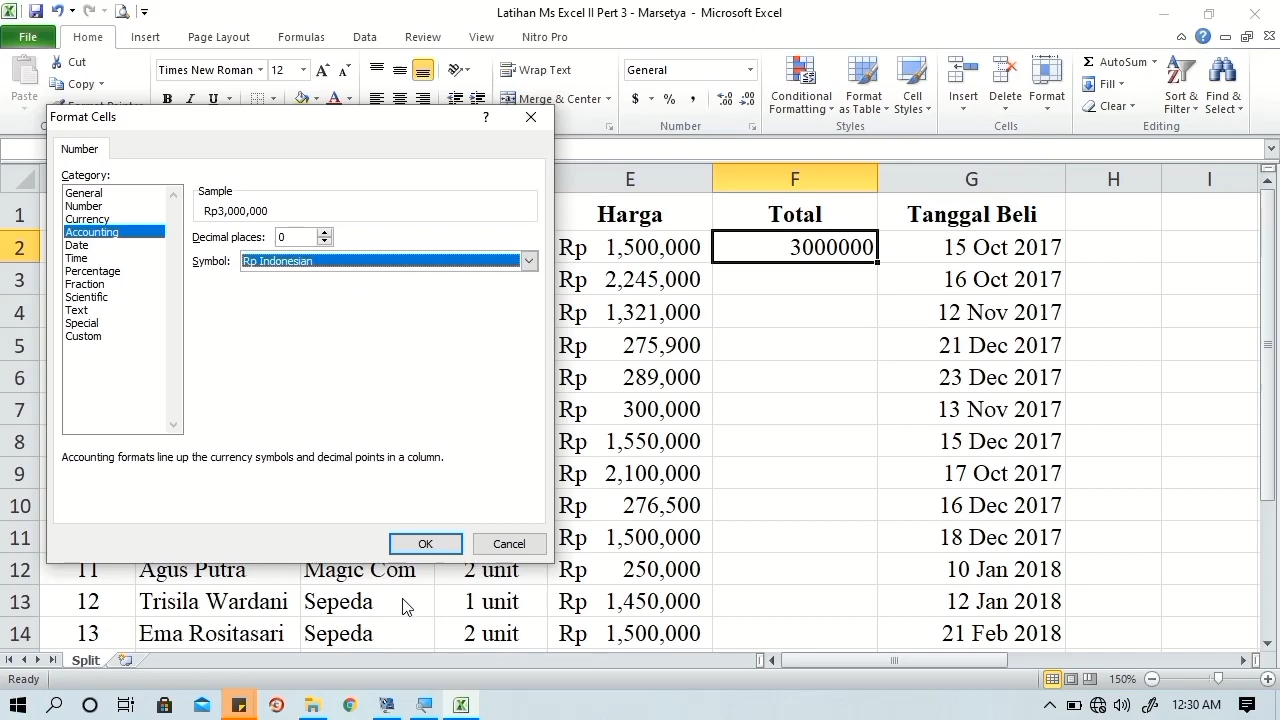 Latihan Ms Excel II Pert 3 - Marsetya - Microsoft Excel
File Home Insert Page Layout Formulas Data Review View Nitro Pro
Paste
Cut
Copy
Times New Roman 12
B I U
Wrap Text
Merge & Center
General
$ % ,
Number
Conditional Formatting
Format as Table
Cell Styles
Styles
Insert Delete Format
Cells
AutoSum
Fill
Clear
Sort & Filter
Find & Select
Editing
Format Cells
Number
Category:
General
Number
Currency
Accounting
Date
Time
Percentage
Fraction
Scientific
Text
Special
Custom
Sample
Rp3,000,000
Decimal places: 0
Symbol: Rp Indonesian
Accounting formats line up the currency symbols and decimal points in a column.
OK Cancel
E F G H I
1 Harga Total Tanggal Beli
2 Rp 1,500,000 3000000 15 Oct 2017
3 Rp 2,245,000 16 Oct 2017
4 Rp 1,321,000 12 Nov 2017
5 Rp 275,900 21 Dec 2017
6 Rp 289,000 23 Dec 2017
7 Rp 300,000 13 Nov 2017
8 Rp 1,550,000 15 Dec 2017
9 Rp 2,100,000 17 Oct 2017
10 Rp 276,500 16 Dec 2017
11 Rp 1,500,000 18 Dec 2017
12 11 Agus Putra Magic Com 2 unit Rp 250,000 10 Jan 2018
13 12 Trisila Wardani Sepeda 1 unit Rp 1,450,000 12 Jan 2018
14 13 Ema Rositasari Sepeda 2 unit Rp 1,500,000 21 Feb 2018
Split
Ready 150%
12:30 AM